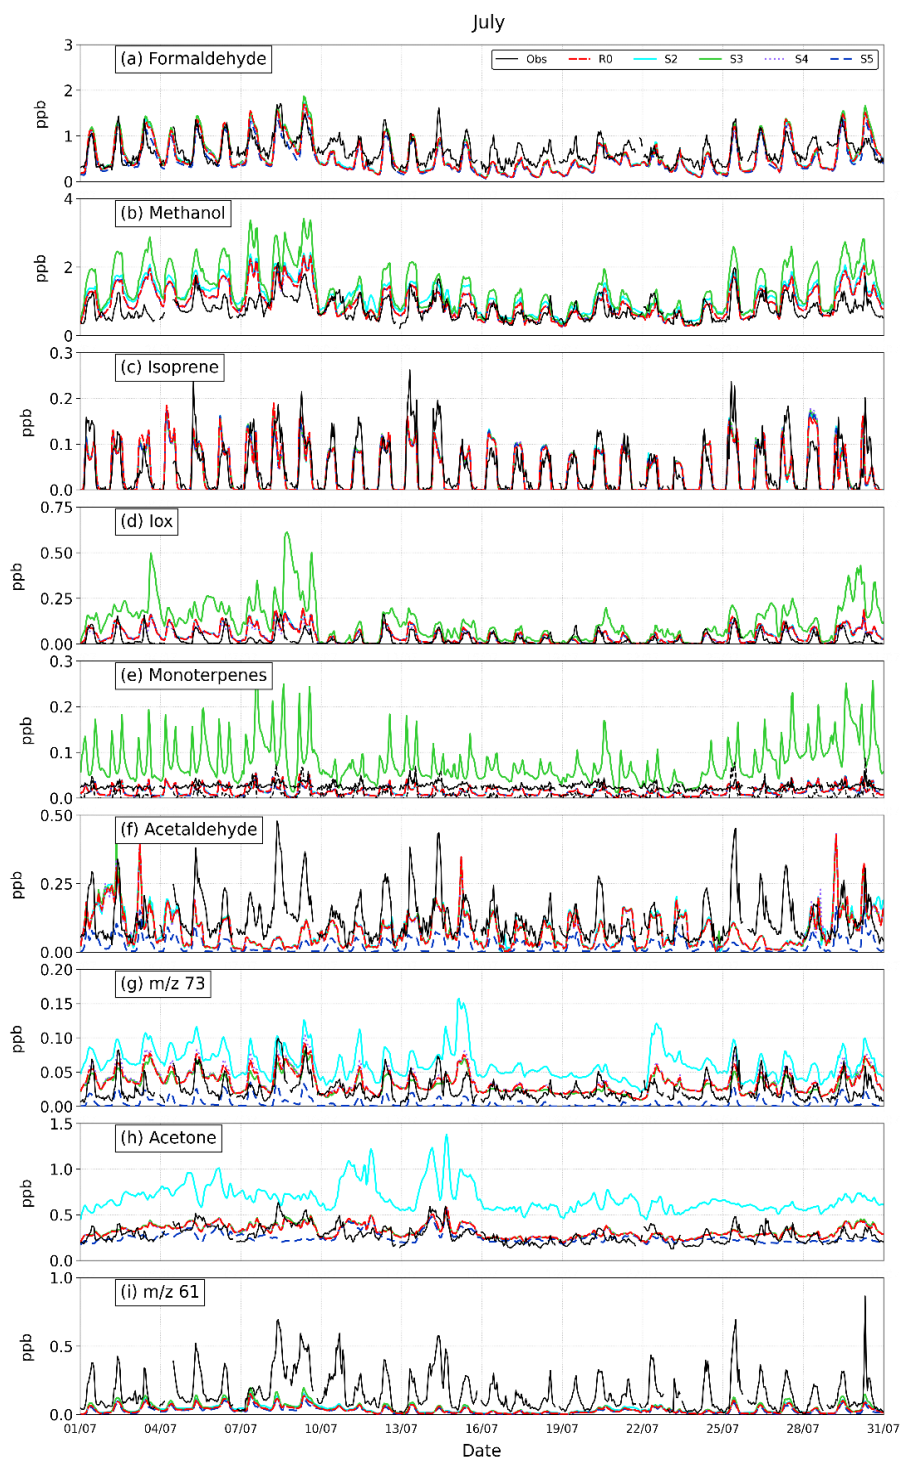 July
(a) Formaldehyde
Obs R0 S2 S3 S4 S5
ppb
3
2
1
0
(b) Methanol
ppb
4
2
0
(c) Isoprene
ppb
0.3
0.2
0.1
0.0
(d) Iox
ppb
0.75
0.50
0.25
0.00
(e) Monoterpenes
ppb
0.3
0.2
0.1
0.0
(f) Acetaldehyde
ppb
0.50
0.25
0.00
(g) m/z 73
ppb
0.20
0.15
0.10
0.05
0.00
(h) Acetone
ppb
1.5
1.0
0.5
0.0
(i) m/z 61
ppb
1.0
0.5
0.0
01/07 04/07 07/07 10/07 13/07 16/07 19/07 22/07 25/07 28/07 31/07
Date